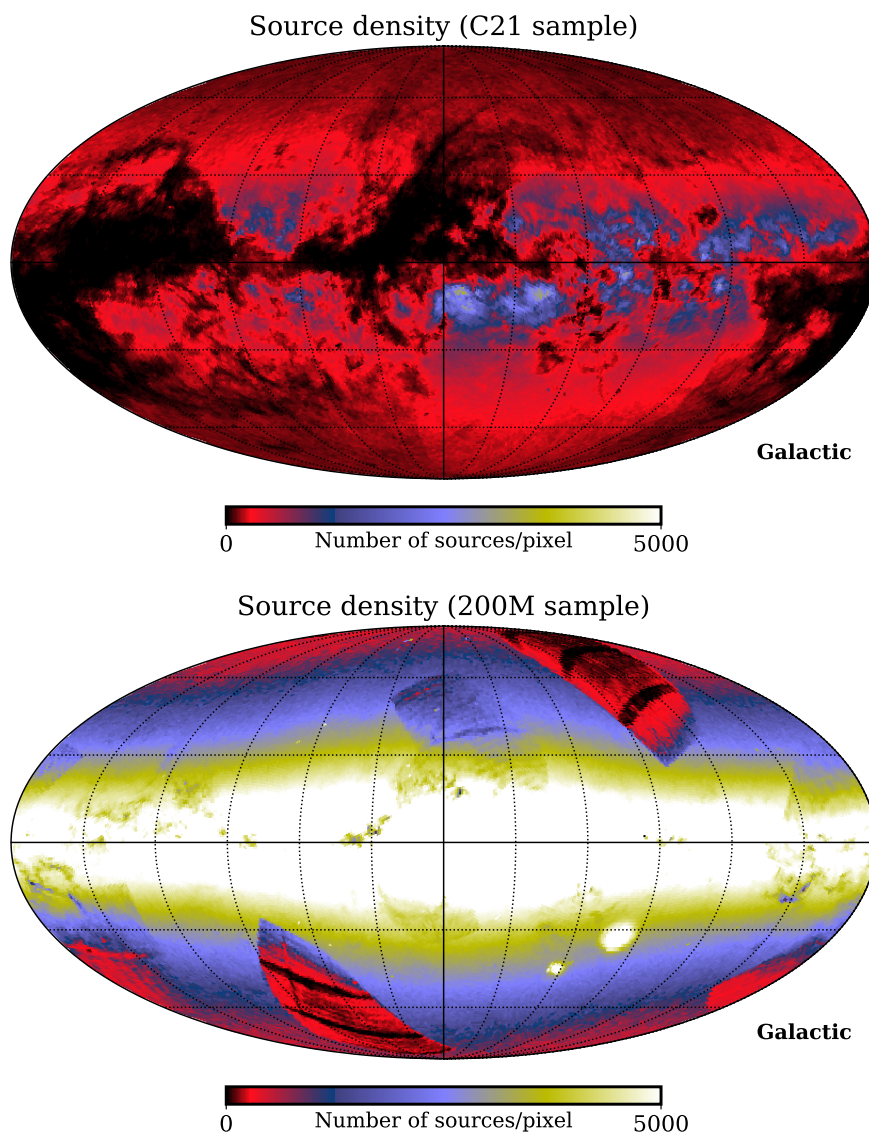 Source density (C21 sample)
Galactic
0 Number of sources/pixel 5000
Source density (200M sample)
Galactic
0 Number of sources/pixel 5000